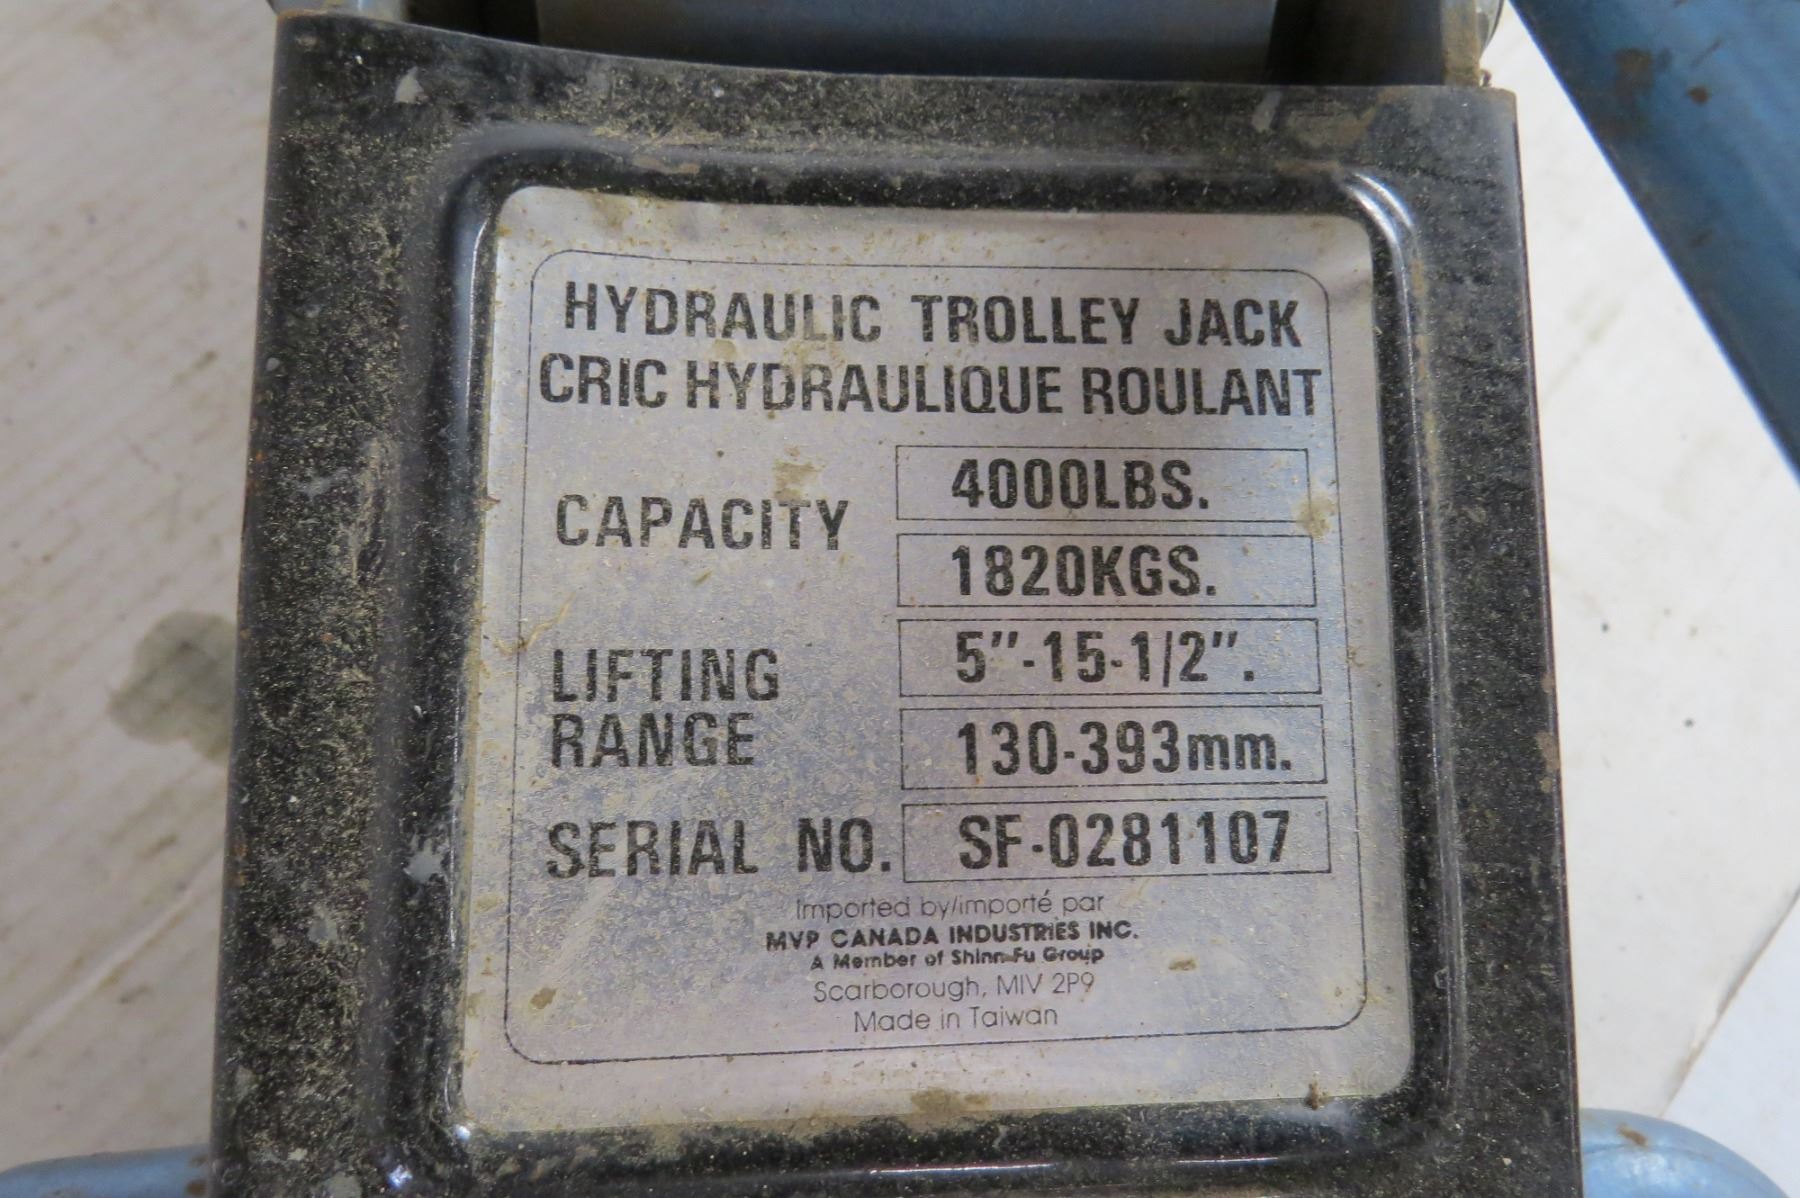 HYDRAULIC TROLLEY JACK
CRIC HYDRAULIQUE ROULANT
CAPACITY
4000LBS.
1820KGS.
LIFTING
RANGE
5"-15-1/2".
130-393mm.
SERIAL NO. SF-0281107
Imported by/importé par
MVP CANADA INDUSTRIES INC.
A Member of Shinn-Fu Group
Scarborough, MIV 2P9
Made in Taiwan